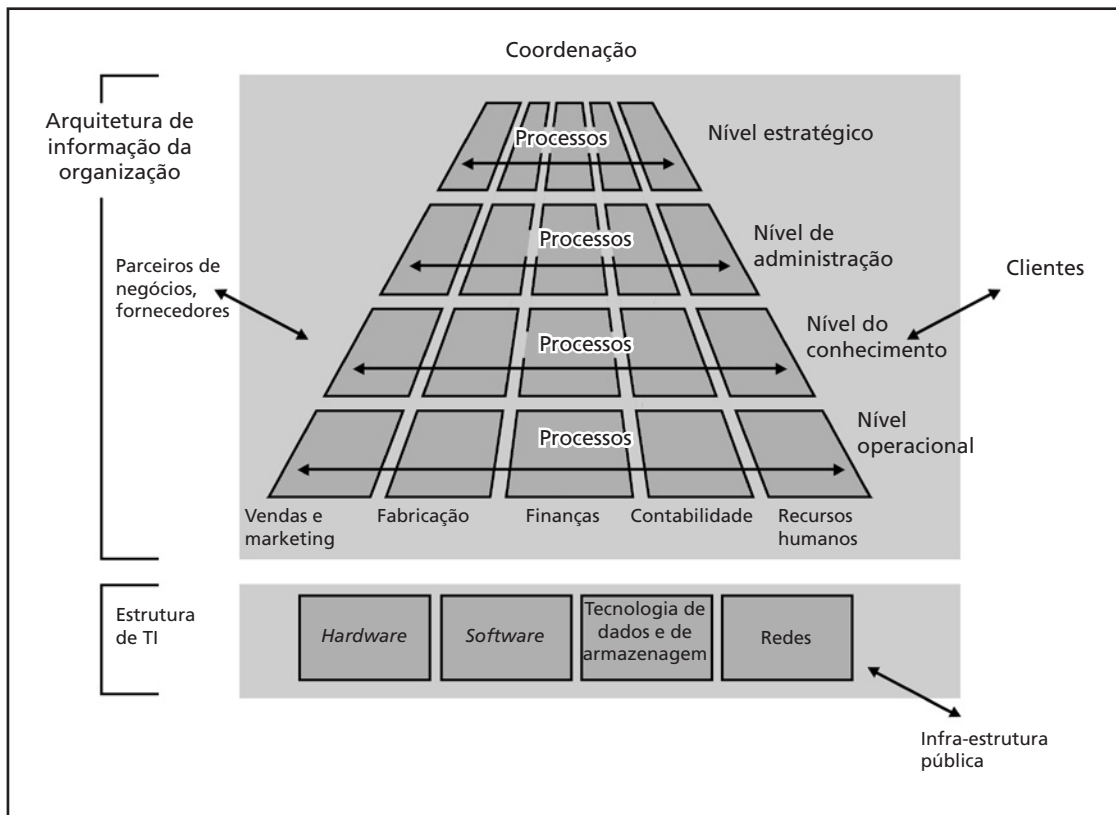 Coordenação
Arquitetura de
informação da
organização
Processos
Nível estratégico
Processos
Nível de
administração
Parceiros de
negócios,
fornecedores
Clientes
Processos
Nível do
conhecimento
Processos
Nível
operacional
Vendas e
marketing
Fabricação
Finanças
Contabilidade
Recursos
humanos
Estrutura
de TI
Hardware
Software
Tecnologia de
dados e de
armazenagem
Redes
Infra-estrutura
pública